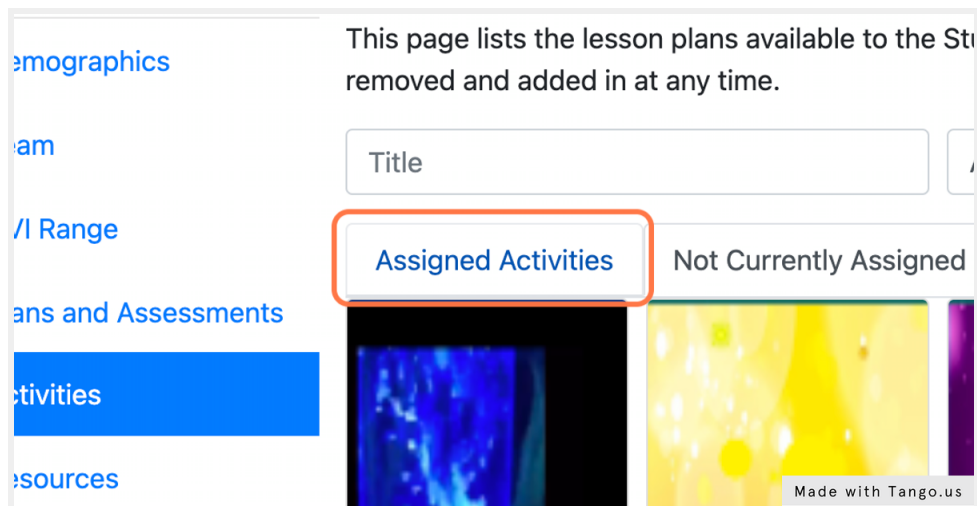 This page lists the lesson plans available to the
removed and added in at any time.
emographics
eam
Title
VI Range
Assigned Activities
Not Currently Assigned
ans and Assessments
ctivities
esources
Made with Tango.us